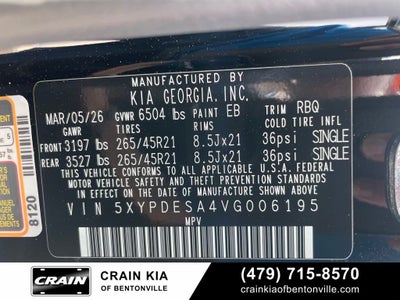 MANUFACTURED BY
KIA GEORGIA, INC.
MAR/05/26 GVWR 6504 lbs PAINT EB TRIM RBQ
GAWR TIRES RIMS COLD TIRE INFL
FRONT 3197 lbs 265/45R21 8.5Jx21 36psi SINGLE
REAR 3527 lbs 265/45R21 8.5Jx21 36psi SINGLE
THIS VEHICLE CONFORMS TO ALL APPLICABLE U.S.A. FEDERAL
MOTOR VEHICLE SAFETY STANDARDS IN EFFECT ON
THE DATE OF MANUFACTURE SHOWN ABOVE.
VIN 5XYPDESA4VG006195
MPV
8120
CRAIN
CRAIN KIA
OF BENTONVILLE
(479) 715-8570
crainkiaofbentonville.com